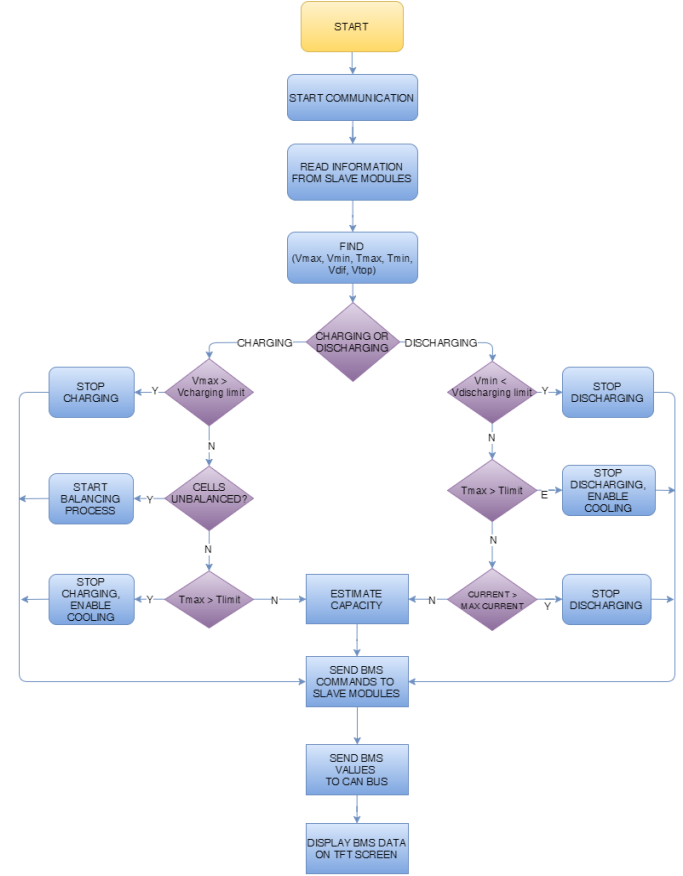 START
START COMMUNICATION
READ INFORMATION
FROM SLAVE MODULES
FIND
(Vmax, Vmin, Tmax, Tmin,
Vdif, Vtop)
CHARGING OR
DISCHARGING
CHARGING
DISCHARGING
Vmax >
Vcharging limit
Y
STOP
CHARGING
N
CELLS
UNBALANCED?
Y
START
BALANCING
PROCESS
N
Tmax > Tlimit
Y
STOP
CHARGING,
ENABLE
COOLING
N
Vmin <
Vdischarging limit
Y
STOP
DISCHARGING
N
Tmax > Tlimit
E
STOP
DISCHARGING,
ENABLE
COOLING
N
CURRENT >
MAX CURRENT
Y
STOP
DISCHARGING
N
ESTIMATE
CAPACITY
SEND BMS
COMMANDS TO
SLAVE MODULES
SEND BMS
VALUES
TO CAN BUS
DISPLAY BMS DATA
ON TFT SCREEN